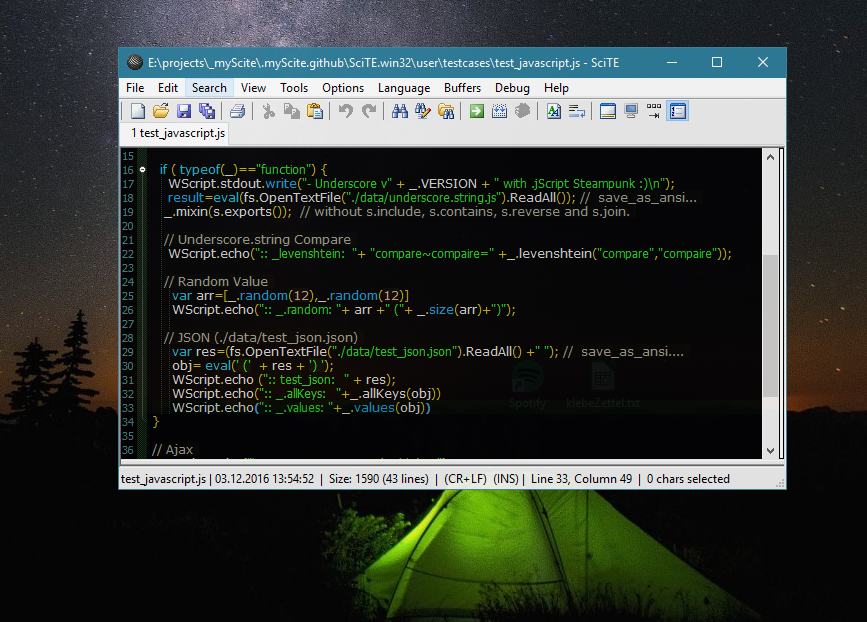 E:\projects\_myScite\.myScite.github\SciTE.win32\user\testcases\test_javascript.js - SciTE
File Edit Search View Tools Options Language Buffers Debug Help
1 test_javascript.js
15
16 if ( typeof(_)=="function") {
17 WScript.stdout.write("- Underscore v" + _.VERSION + " with .jScript Steampunk :)\n");
18 result=eval(fs.OpenTextFile("./data/underscore.string.js").ReadAll()); // save_as_ansi...
19 _.mixin(s.exports()); // without s.include, s.contains, s.reverse and s.join.
20
21 // Underscore.string Compare
22 WScript.echo(":: _levenshtein: "+ "compare~compaire=" +_.levenshtein("compare","compaire"));
23
24 // Random Value
25 var arr=[_.random(12),_.random(12)]
26 WScript.echo(":: _.random: "+ arr +" ("+ _.size(arr)+")");
27
28 // JSON (./data/test_json.json)
29 var res=(fs.OpenTextFile("./data/test_json.json").ReadAll() +" "); // save_as_ansi....
30 obj= eval(' (' + res + ') ');
31 WScript.echo (":: test_json: " + res);
32 WScript.echo(":: _.allKeys: "+_.allKeys(obj))
33 WScript.echo(":: _.values: "+_.values(obj))
34 }
35
36 // Ajax
Spotify klebeZettel.txt
test_javascript.js | 03.12.2016 13:54:52 | Size: 1590 (43 lines) | (CR+LF) (INS) | Line 33, Column 49 | 0 chars selected